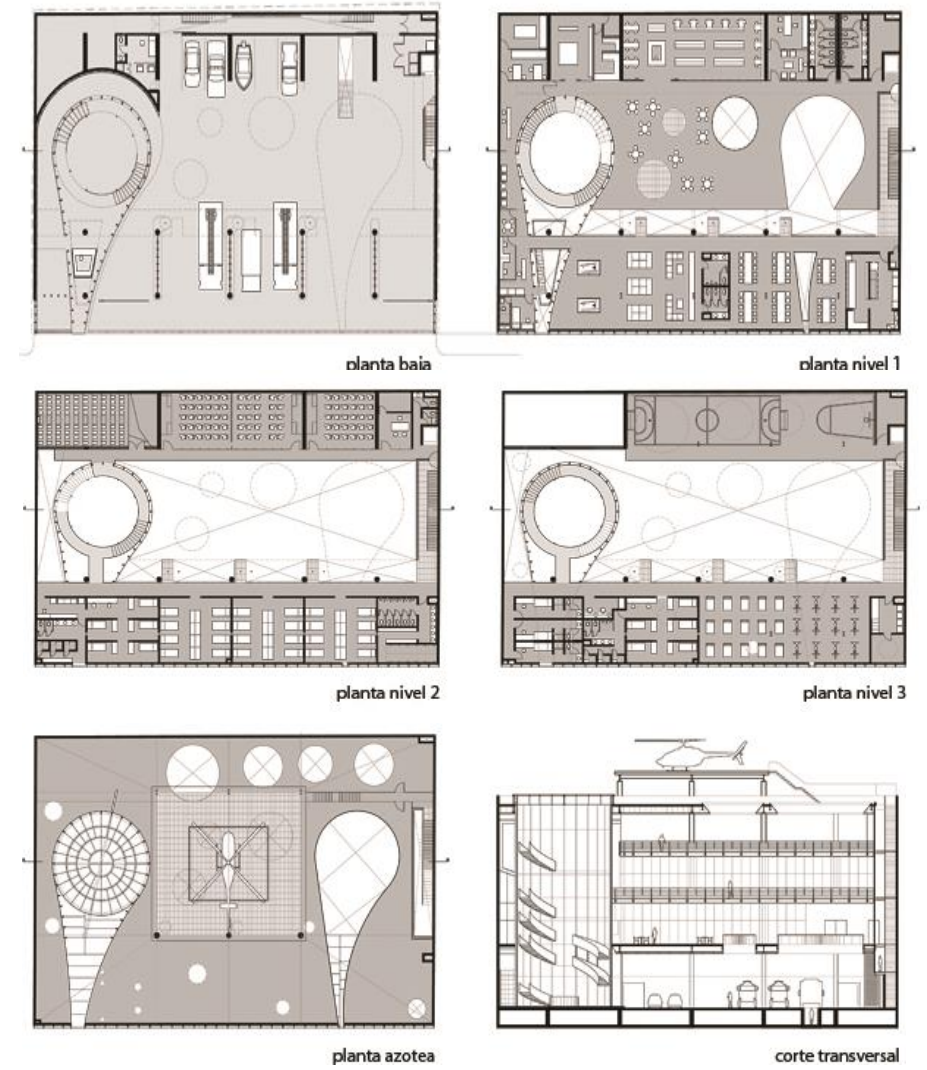 planta baja
planta nivel 1
planta nivel 2
planta nivel 3
planta azotea
corte transversal